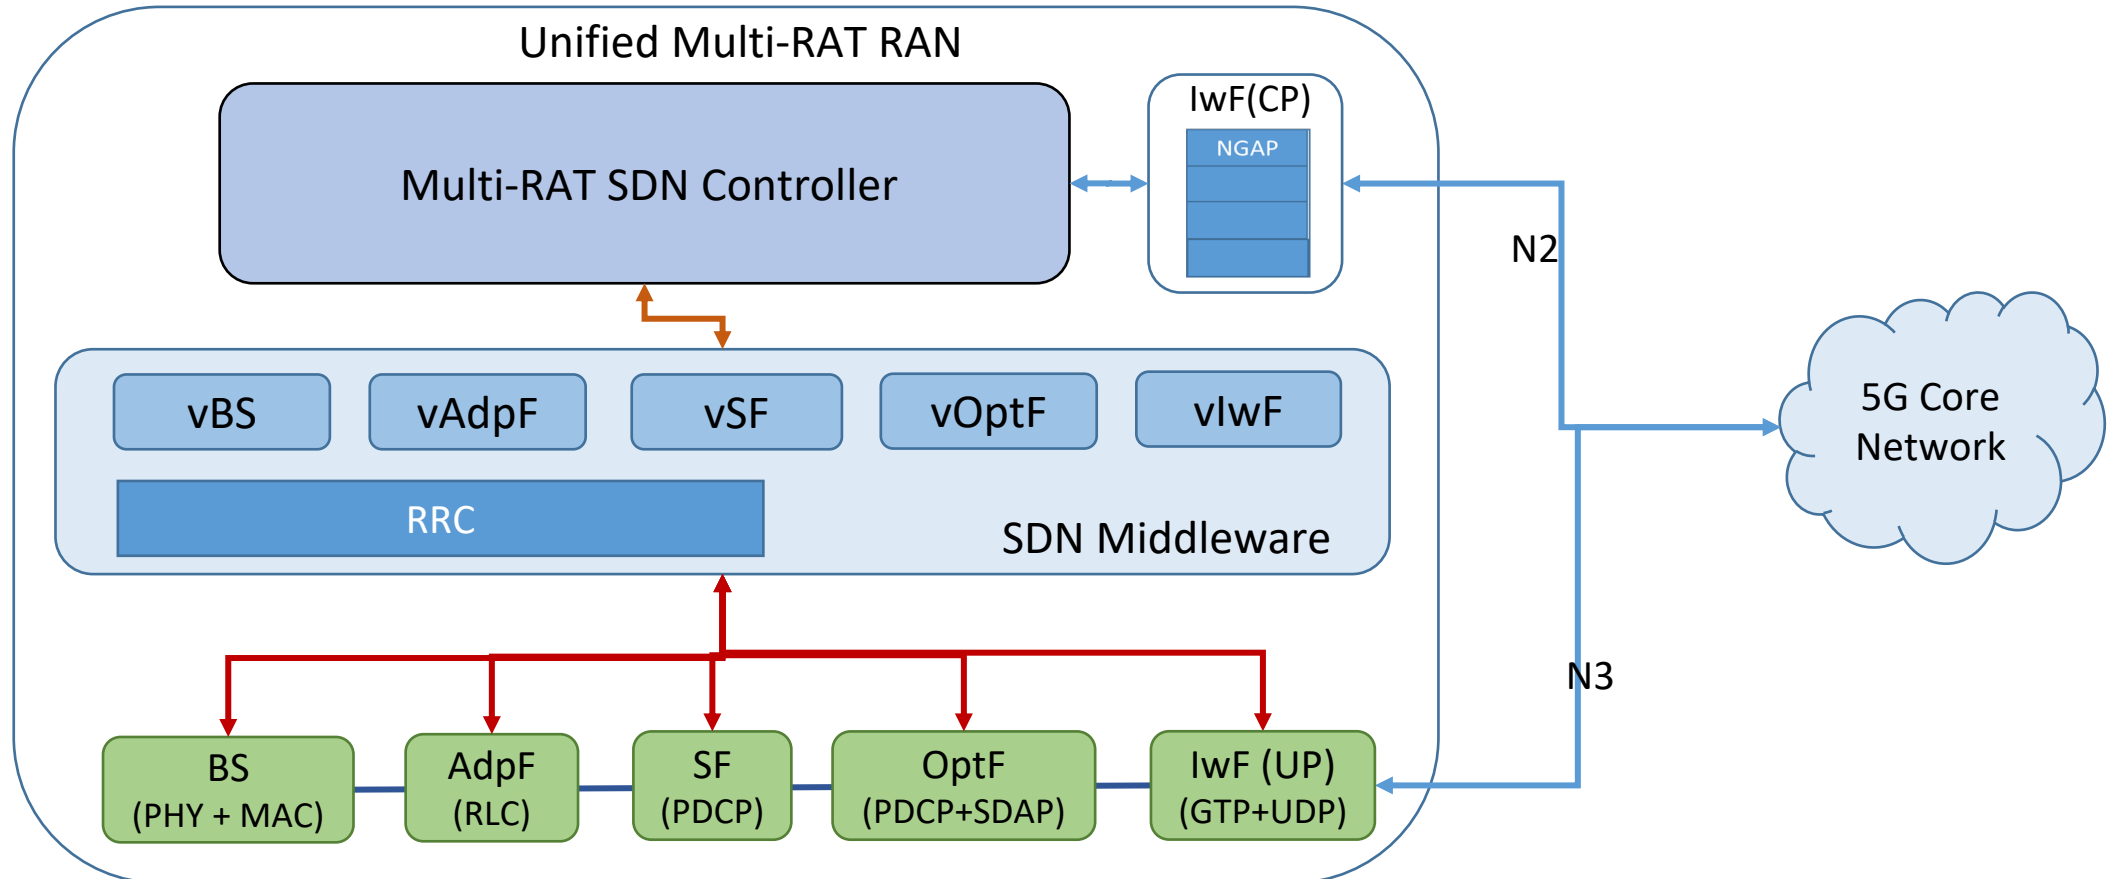 Unified Multi-RAT RAN
Multi-RAT SDN Controller
IwF(CP)
NGAP
N2
vBS
vAdpF
vSF
vOptF
vIwF
RRC
SDN Middleware
5G Core
Network
N3
BS
(PHY + MAC)
AdpF
(RLC)
SF
(PDCP)
OptF
(PDCP+SDAP)
IwF (UP)
(GTP+UDP)